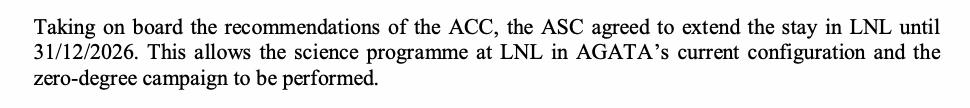 Taking on board the recommendations of the ACC, the ASC agreed to extend the stay in LNL until
31/12/2026. This allows the science programme at LNL in AGATA’s current configuration and the
zero-degree campaign to be performed.